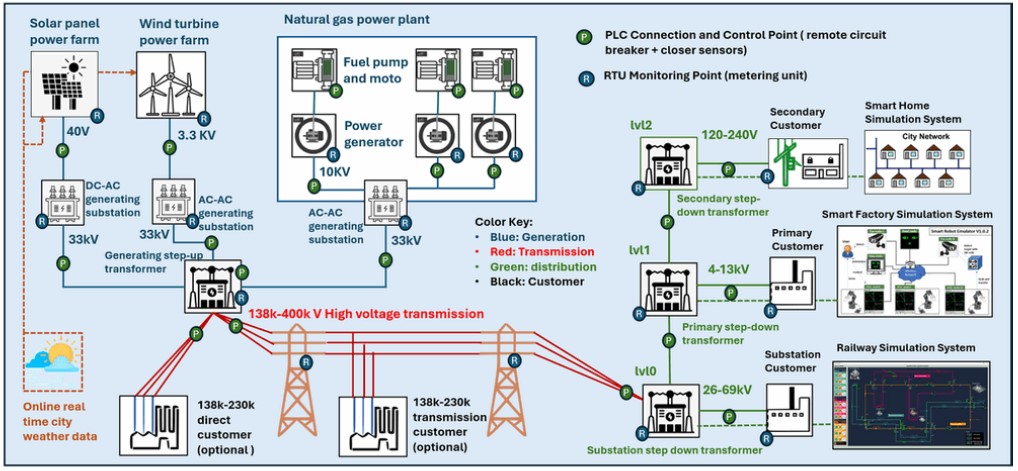 Solar panel
power farm
Wind turbine
power farm
Natural gas power plant
Fuel pump
and moto
Power
generator
P
PLC Connection and Control Point ( remote circuit
breaker + closer sensors)
R
RTU Monitoring Point (metering unit)
40V
3.3 KV
10KV
DC-AC
generating
substation
AC-AC
generating
substation
AC-AC
generating
substation
33kV
33kV
33kV
Generating step-up
transformer
Color Key:
• Blue: Generation
• Red: Transmission
• Green: distribution
• Black: Customer
138k-400k V High voltage transmission
Online real
time city
weather data
138k-230k
direct
customer
(optional )
138k-230k
transmission
customer
(optional)
lvl2
120-240V
Secondary
Customer
Smart Home
Simulation System
City Network
Secondary step-
down transformer
lvl1
4-13kV
Primary
Customer
Smart Factory Simulation System
Smart Robot Emulator V1.0.2
Primary step-down
transformer
lvl0
26-69kV
Substation
Customer
Railway Simulation System
Substation step down transformer